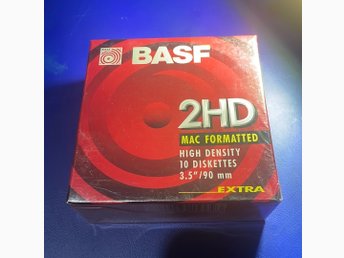 BASF
2HD
MAC FORMATTED
HIGH DENSITY
10 DISKETTES
3.5"/90 mm
EXTRA